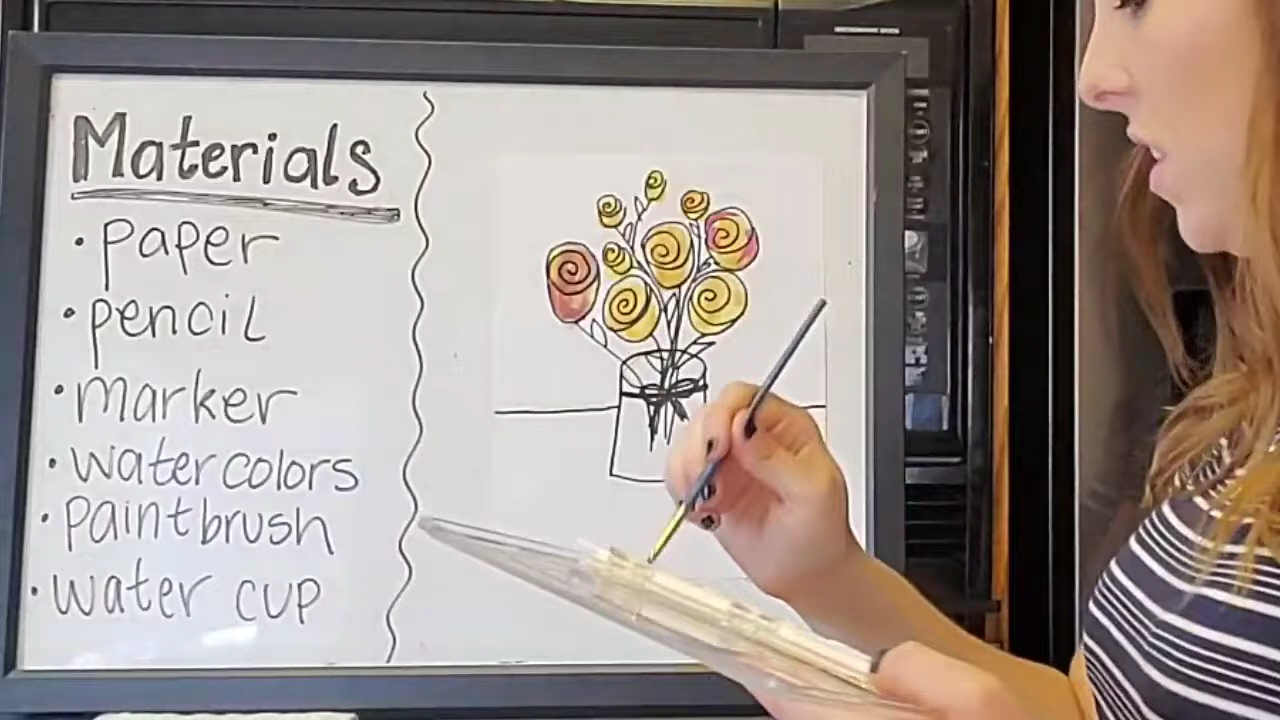 Materials
• paper
• pencil
• marker
• watercolors
• paintbrush
• water cup